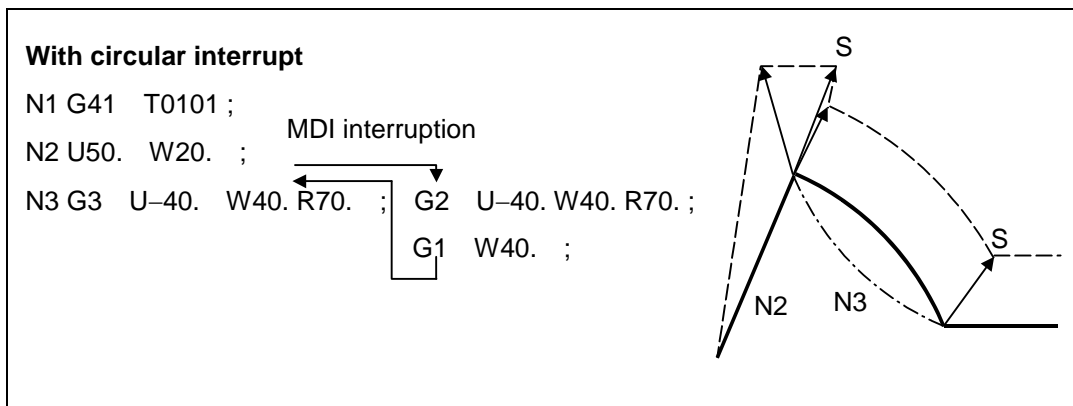 With circular interrupt
N1 G41 T0101 ;
MDI interruption
N2 U50. W20. ;
N3 G3 U−40. W40. R70. ; G2 U−40. W40. R70. ;
G1 W40. ;
S
S
N2 N3